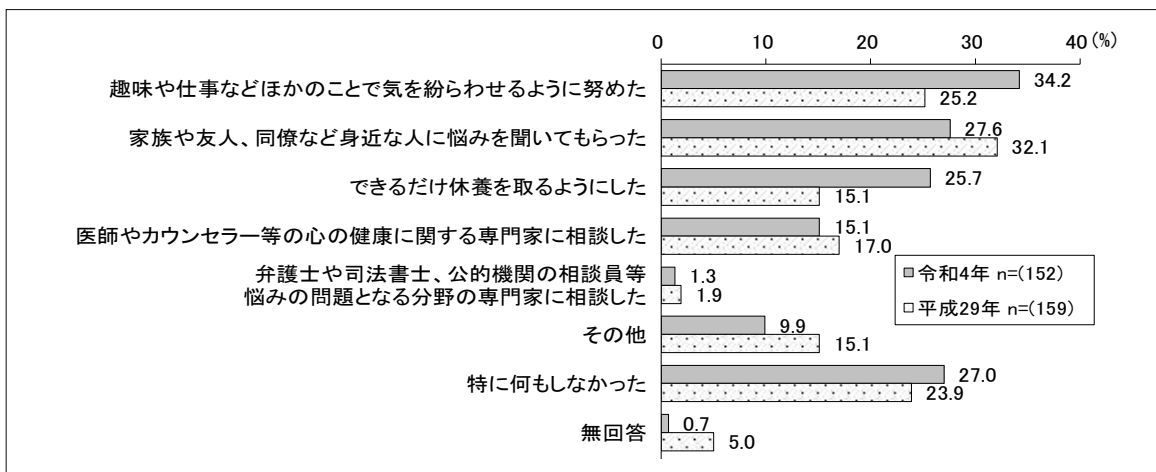 0 10 20 30 40 (%)
趣味や仕事などほかのことで気を紛らわせるように努めた 34.2
25.2
家族や友人、同僚など身近な人に悩みを聞いてもらった 27.6
32.1
できるだけ休養を取るようにした 25.7
15.1
医師やカウンセラー等の心の健康に関する専門家に相談した 15.1
17.0
弁護士や司法書士、公的機関の相談員等 1.3
悩みの問題となる分野の専門家に相談した 1.9
その他 9.9
15.1
特に何もしなかった 27.0
23.9
無回答 0.7
5.0
令和4年 n=(152)
平成29年 n=(159)